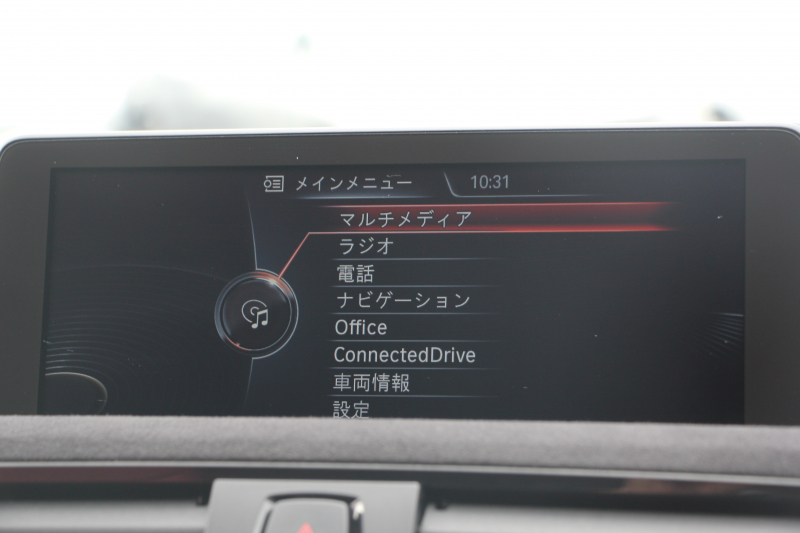 メインメニュー 10:31
マルチメディア
ラジオ
電話
ナビゲーション
Office
ConnectedDrive
車両情報
設定